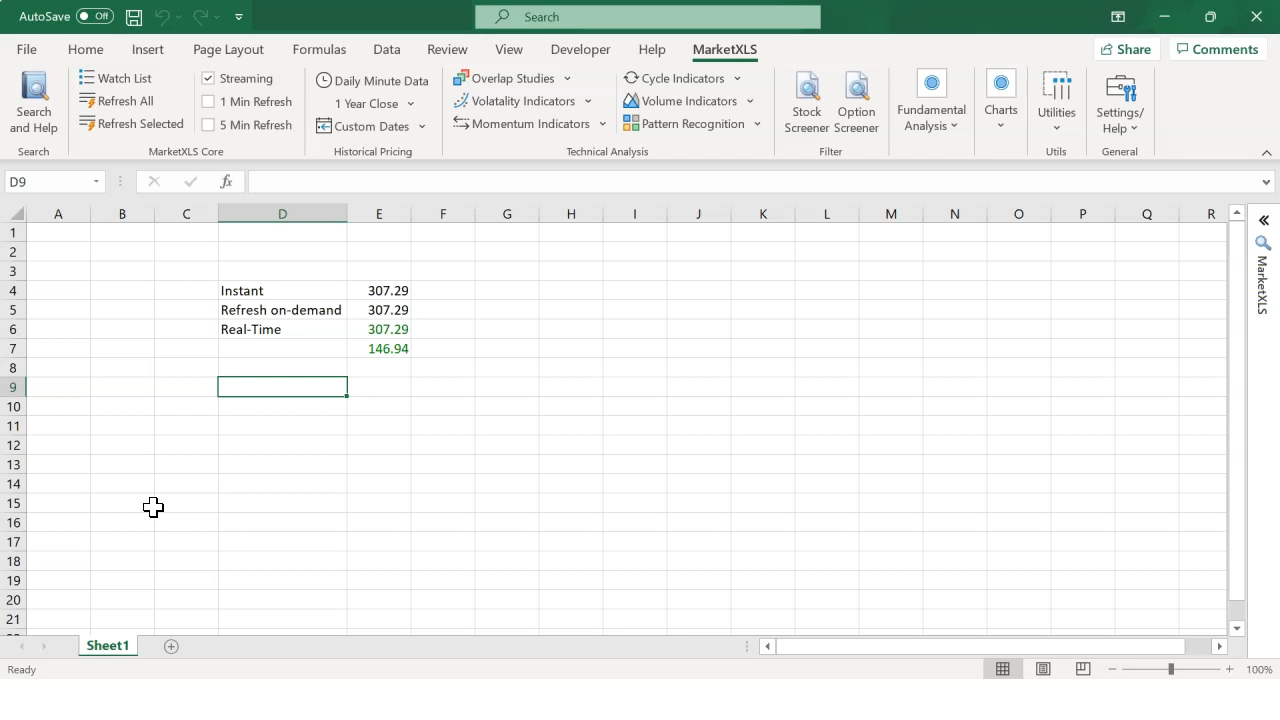 AutoSave Off
Search
File Home Insert Page Layout Formulas Data Review View Developer Help MarketXLS Share Comments
Search and Help
Search
Watch List
Refresh All
Refresh Selected
Streaming
1 Min Refresh
5 Min Refresh
MarketXLS Core
Daily Minute Data
1 Year Close
Custom Dates
Historical Pricing
Overlap Studies
Volatality Indicators
Momentum Indicators
Cycle Indicators
Volume Indicators
Pattern Recognition
Technical Analysis
Stock
Screener
Option
Screener
Filter
Fundamental
Analysis
Charts
Utilities
Utils
Settings/
Help
General
D9 fx
A B C D E F G H I J K L M N O P Q R
1
2
3
4 Instant 307.29
5 Refresh on-demand 307.29
6 Real-Time 307.29
7 146.94
8
9
10
11
12
13
14
15
16
17
18
19
20
21
MarketXLS
Sheet1
Ready 100%